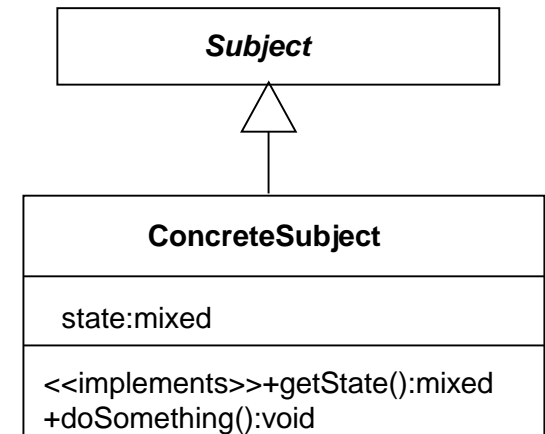 Subject
ConcreteSubject
state:mixed
<<implements>>+getState():mixed
+doSomething():void